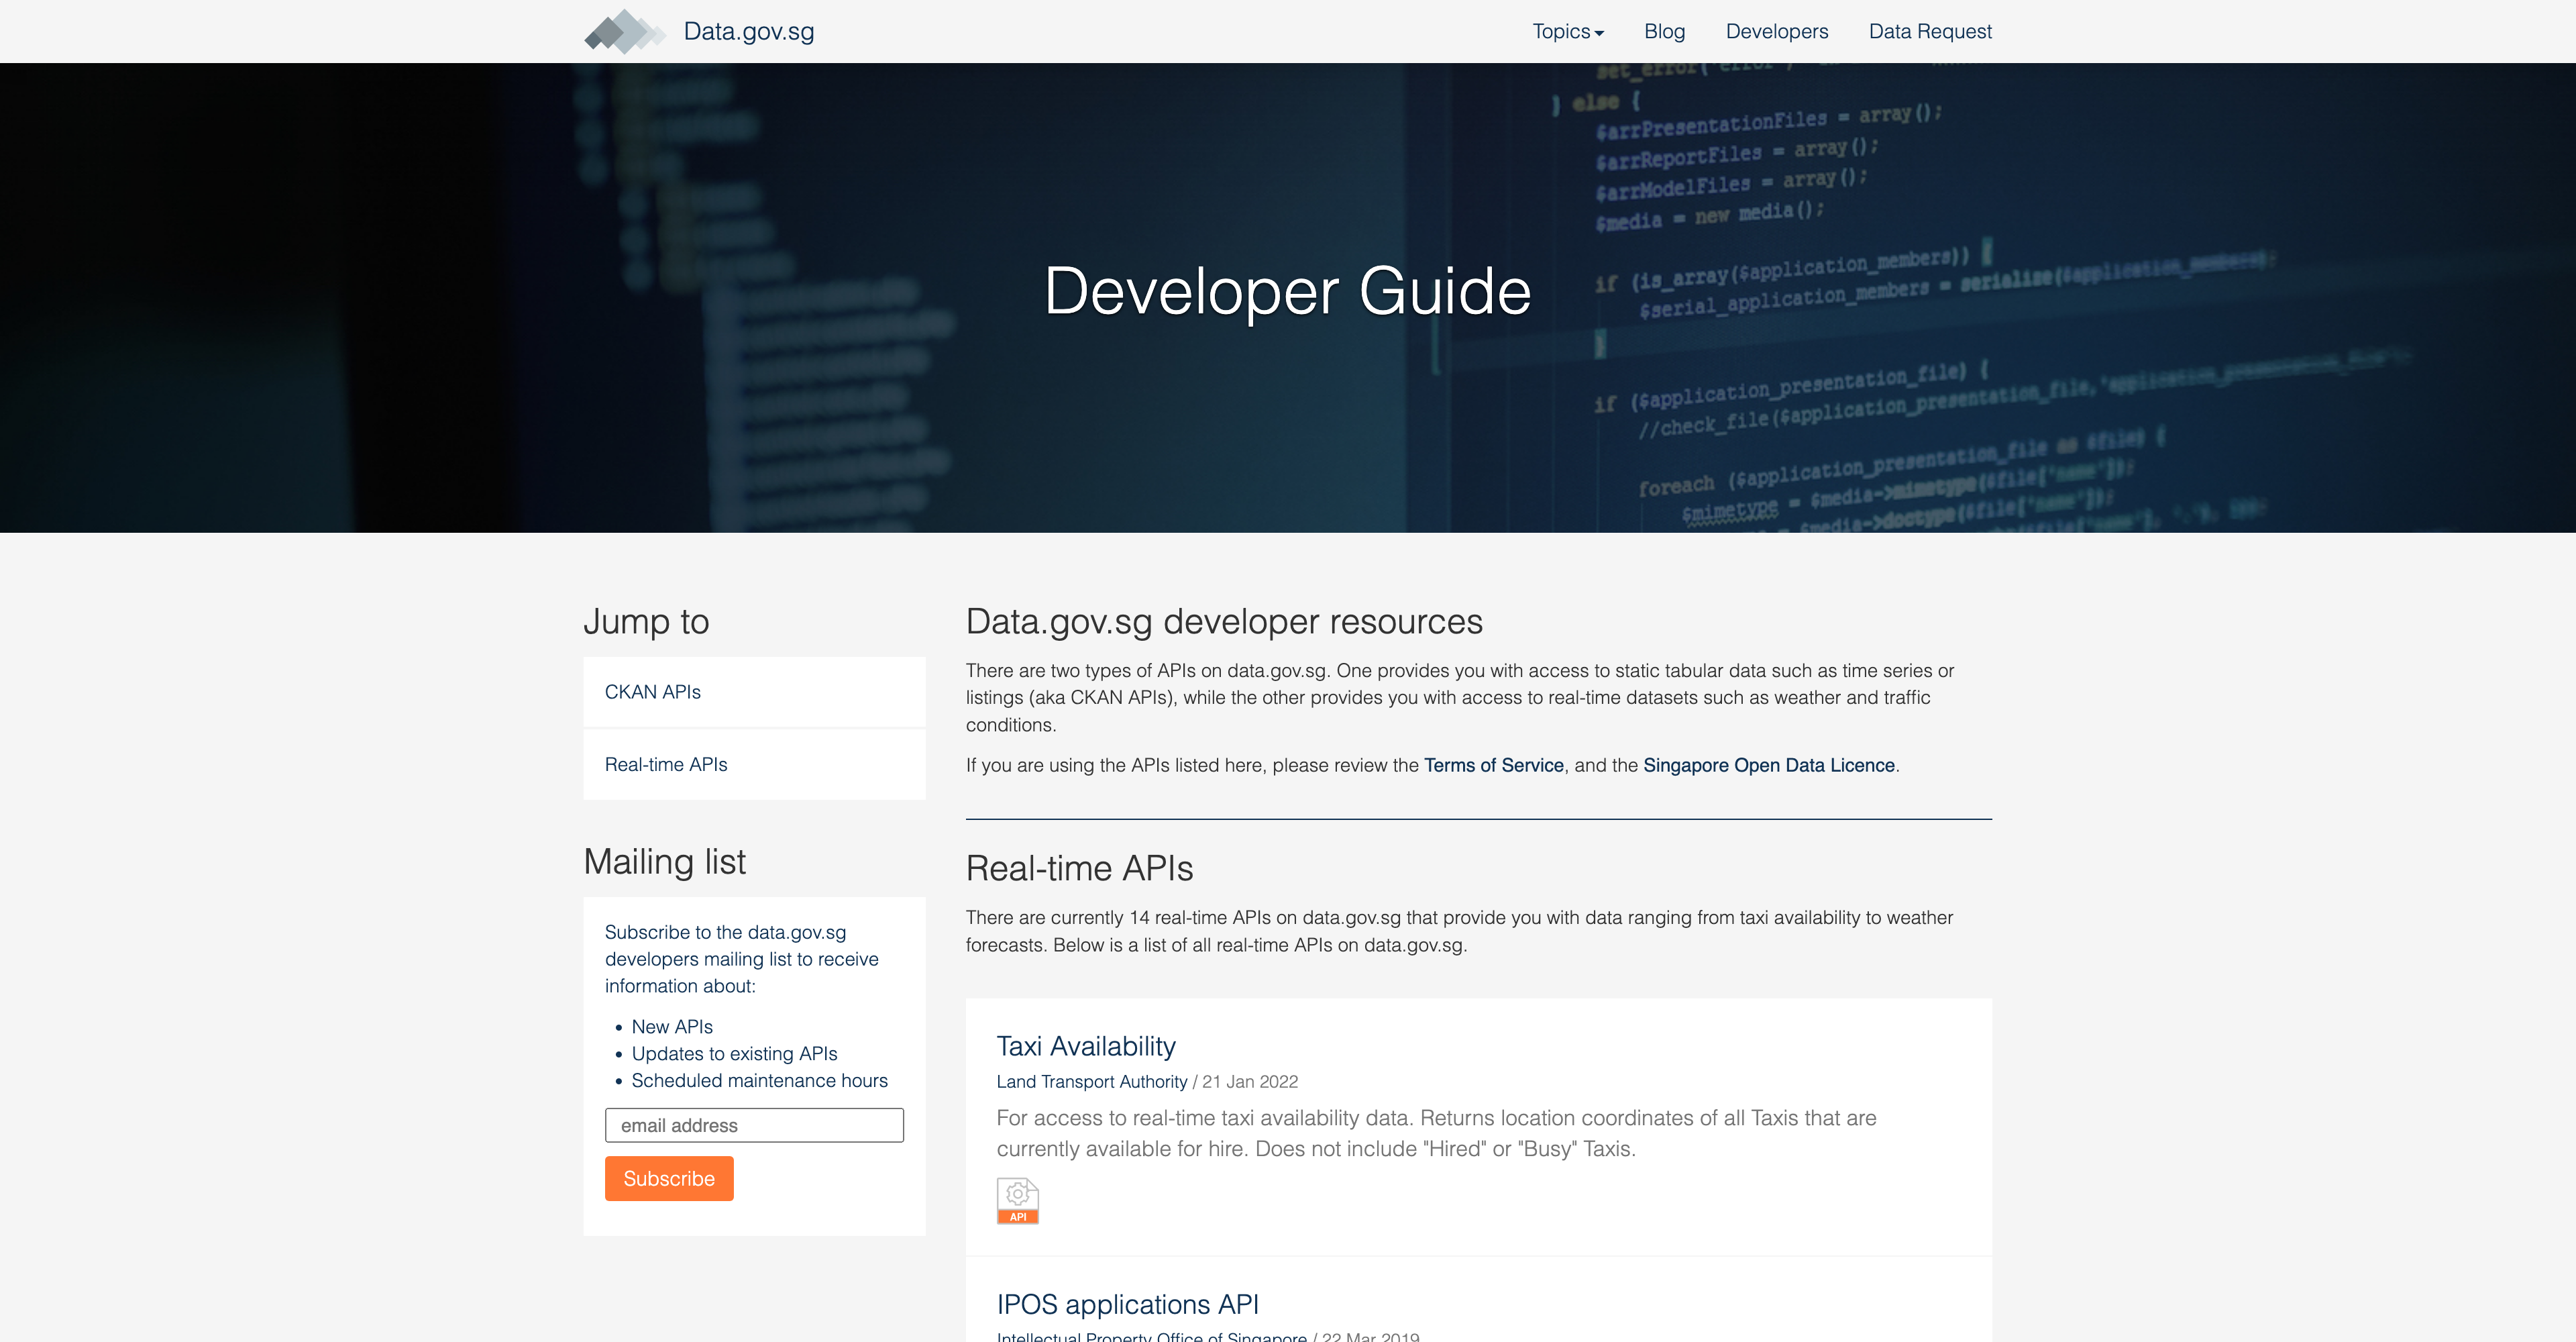 Data.gov.sg
Topics
Blog
Developers
Data Request
} else {
$arrPresentationFiles = array();
$arrReportFiles = array();
$arrModelFiles = array();
$media = new media();
if (is_array($application_members)) {
$serial_application_members = serialise($application_members);
}
if ($application_presentation_file) {
//check_file($application_presentation_file,'application_presentation_file');
foreach ($application_presentation_file as $file) {
$mimetype = $media->mimetype($file['name']);
= $media->doctype($file['name']);
Developer Guide
Jump to
CKAN APIs
Real-time APIs
Mailing list
Subscribe to the data.gov.sg
developers mailing list to receive
information about:
• New APIs
• Updates to existing APIs
• Scheduled maintenance hours
email address
Subscribe
Data.gov.sg developer resources
There are two types of APIs on data.gov.sg. One provides you with access to static tabular data such as time series or
listings (aka CKAN APIs), while the other provides you with access to real-time datasets such as weather and traffic
conditions.
If you are using the APIs listed here, please review the Terms of Service, and the Singapore Open Data Licence.
Real-time APIs
There are currently 14 real-time APIs on data.gov.sg that provide you with data ranging from taxi availability to weather
forecasts. Below is a list of all real-time APIs on data.gov.sg.
Taxi Availability
Land Transport Authority / 21 Jan 2022
For access to real-time taxi availability data. Returns location coordinates of all Taxis that are
currently available for hire. Does not include "Hired" or "Busy" Taxis.
API
IPOS applications API
Intellectual Property Office of Singapore / 22 Mar 2019